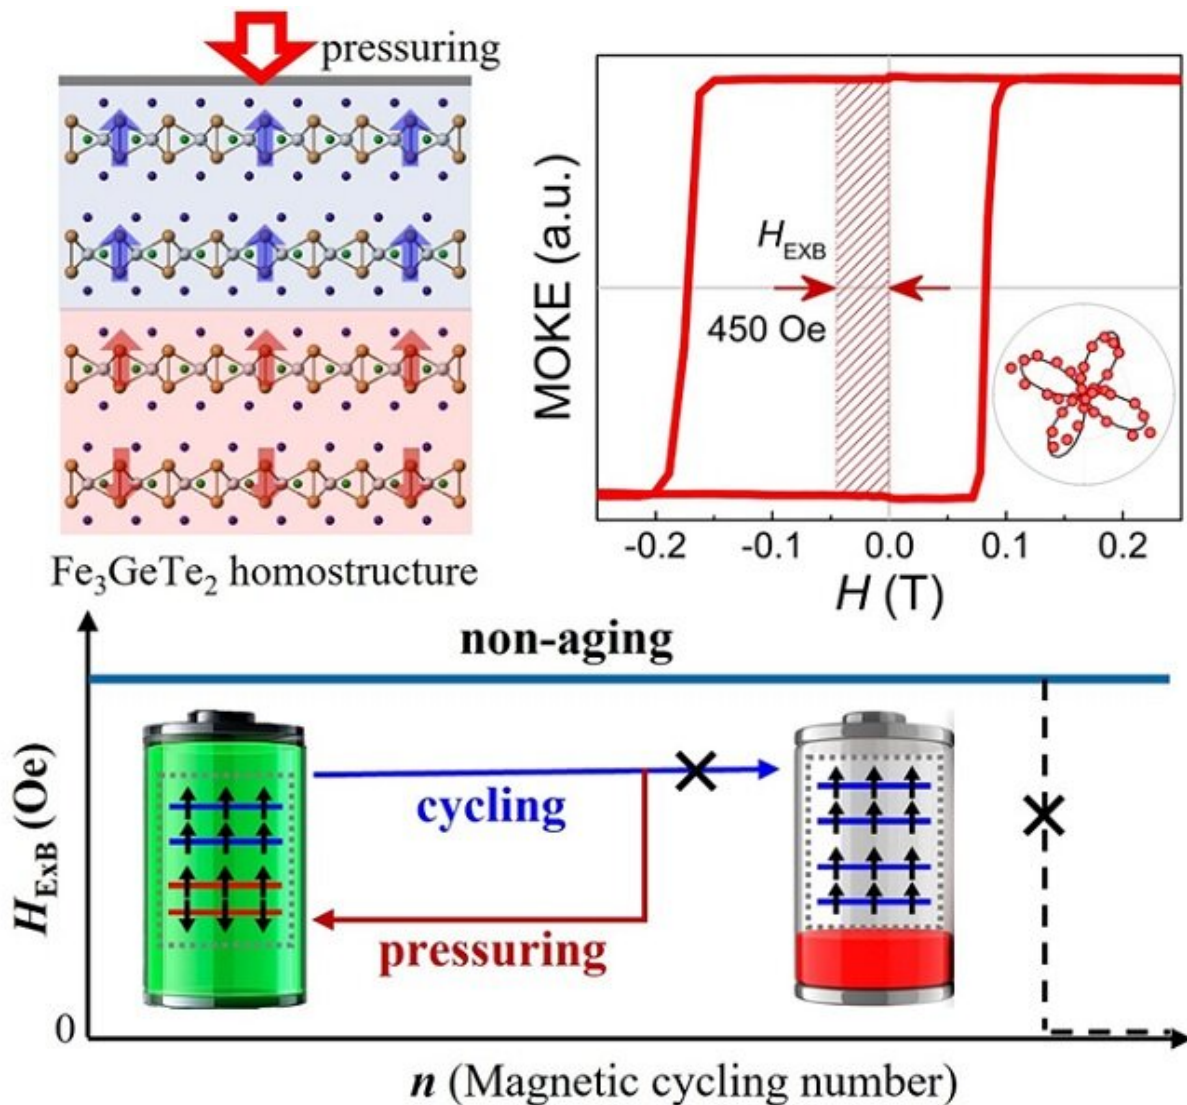 pressuring
Fe₃GeTe₂ homostructure
MOKE (a.u.)
H_EXB
450 Oe
-0.2 -0.1 0.0 0.1 0.2
H (T)
non-aging
cycling
pressuring
H_ExB (Oe)
0
n (Magnetic cycling number)